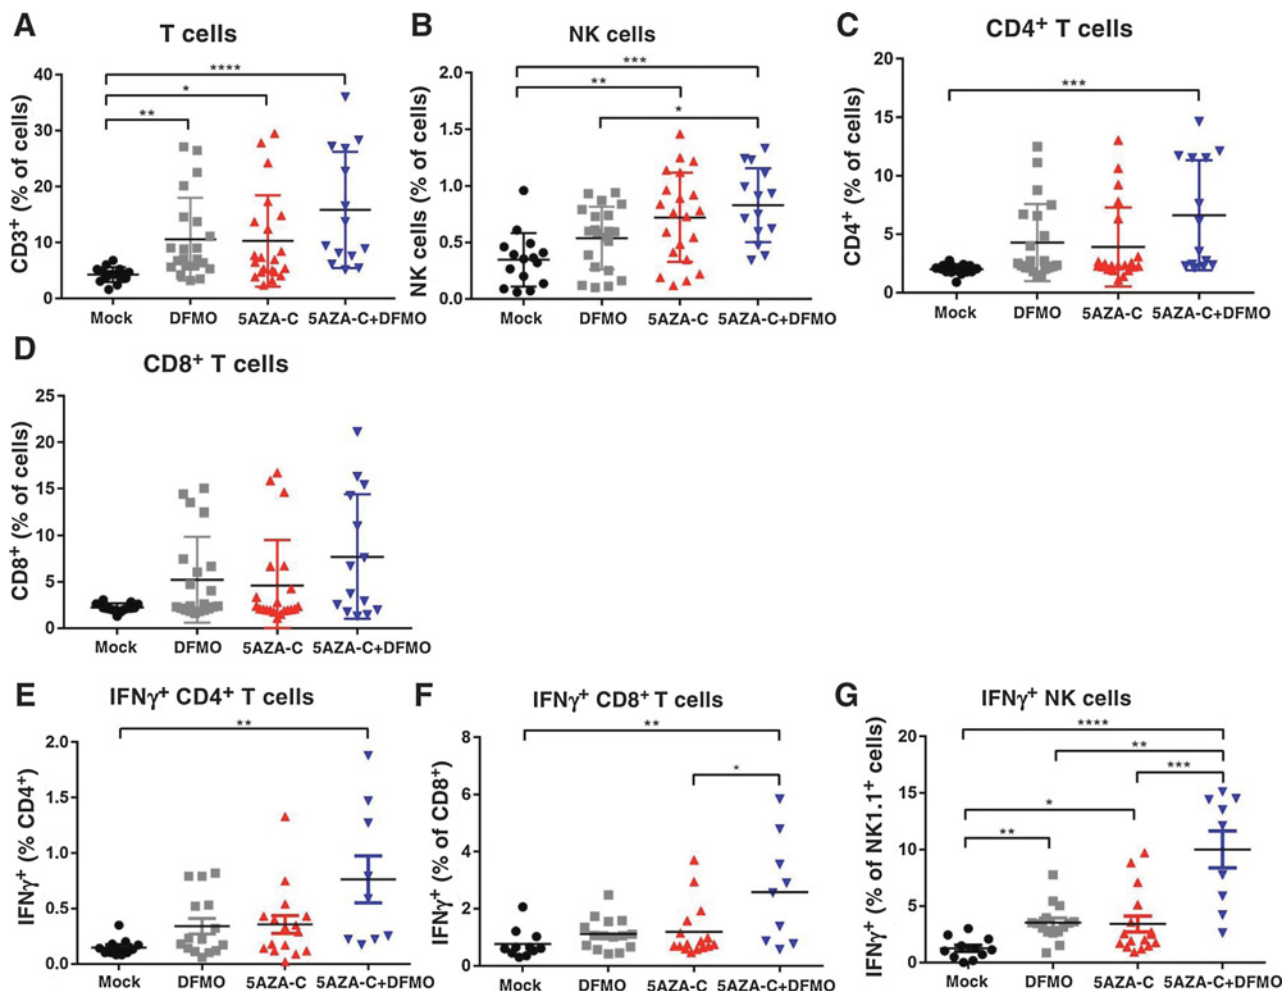 A
T cells
CD3+ (% of cells)
40
30
20
10
0
****
*
**
Mock
DFMO
5AZA-C
5AZA-C+DFMO
B
NK cells
NK cells (% of cells)
2.0
1.5
1.0
0.5
0.0
***
**
*
Mock
DFMO
5AZA-C
5AZA-C+DFMO
C
CD4+ T cells
CD4+ (% of cells)
20
15
10
5
0
***
Mock
DFMO
5AZA-C
5AZA-C+DFMO
D
CD8+ T cells
CD8+ (% of cells)
25
20
15
10
5
0
Mock
DFMO
5AZA-C
5AZA-C+DFMO
E
IFNγ+ CD4+ T cells
IFNγ+ (% CD4+)
2.0
1.5
1.0
0.5
0.0
**
Mock
DFMO
5AZA-C
5AZA-C+DFMO
F
IFNγ+ CD8+ T cells
IFNγ+ (% of CD8+)
8
6
4
2
0
**
*
Mock
DFMO
5AZA-C
5AZA-C+DFMO
G
IFNγ+ NK cells
IFNγ+ (% of NK1.1+ cells)
20
15
10
5
0
****
**
***
*
**
Mock
DFMO
5AZA-C
5AZA-C+DFMO